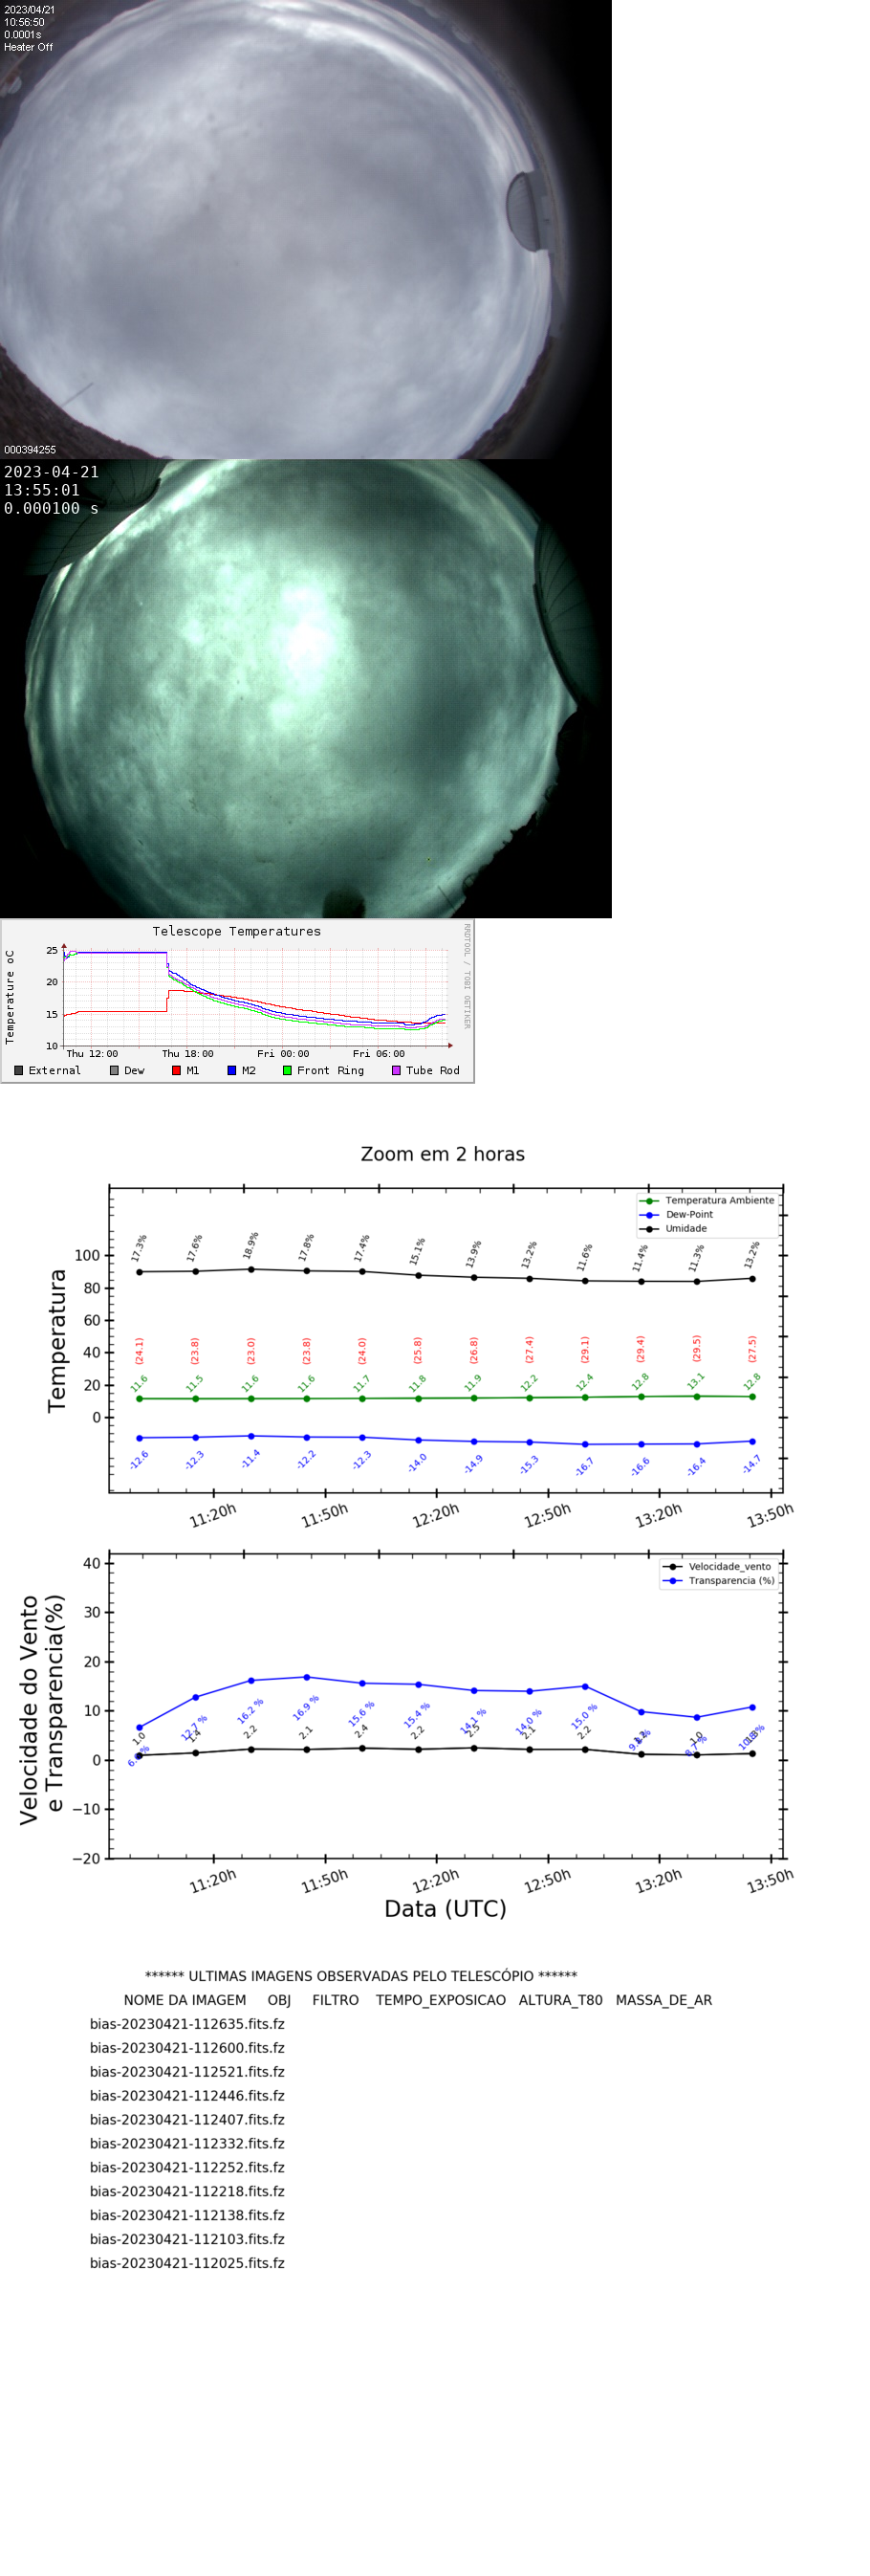 2023/04/21
10:56:50
0.0001s
Heater Off
000394255
2023-04-21
13:55:01
0.000100 s
Telescope Temperatures
RRDTOOL / TOBI OETIKER
Temperature oC
25
20
15
10
Thu 12:00 Thu 18:00 Fri 00:00 Fri 06:00
External Dew M1 M2 Front Ring Tube Rod
Zoom em 2 horas
Temperatura Ambiente
Dew-Point
Umidade
Temperatura
100
80
60
40
20
0
17.3% 17.6% 18.9% 17.8% 17.4% 15.1% 13.9% 13.2% 11.6% 11.4% 11.3% 13.2%
(24.1) (23.8) (23.0) (23.8) (24.0) (25.8) (26.8) (27.4) (29.1) (29.4) (29.5) (27.5)
11.6 11.5 11.6 11.6 11.7 11.8 11.9 12.2 12.4 12.8 13.1 12.8
-12.6 -12.3 -11.4 -12.2 -12.3 -14.0 -14.9 -15.3 -16.7 -16.6 -16.4 -14.7
11:20h 11:50h 12:20h 12:50h 13:20h 13:50h
Velocidade_vento
Transparencia (%)
Velocidade do Vento
e Transparencia(%)
40
30
20
10
0
−10
−20
12.7 % 16.2 % 16.9 % 15.6 % 15.4 % 14.1 % 14.0 % 15.0 % 8.7 %
1.0 1.4 2.2 2.1 2.4 2.2 2.5 2.1 2.2 1.0
11:20h 11:50h 12:20h 12:50h 13:20h 13:50h
Data (UTC)
****** ULTIMAS IMAGENS OBSERVADAS PELO TELESCÓPIO ******
NOME DA IMAGEM OBJ FILTRO TEMPO_EXPOSICAO ALTURA_T80 MASSA_DE_AR
bias-20230421-112635.fits.fz
bias-20230421-112600.fits.fz
bias-20230421-112521.fits.fz
bias-20230421-112446.fits.fz
bias-20230421-112407.fits.fz
bias-20230421-112332.fits.fz
bias-20230421-112252.fits.fz
bias-20230421-112218.fits.fz
bias-20230421-112138.fits.fz
bias-20230421-112103.fits.fz
bias-20230421-112025.fits.fz